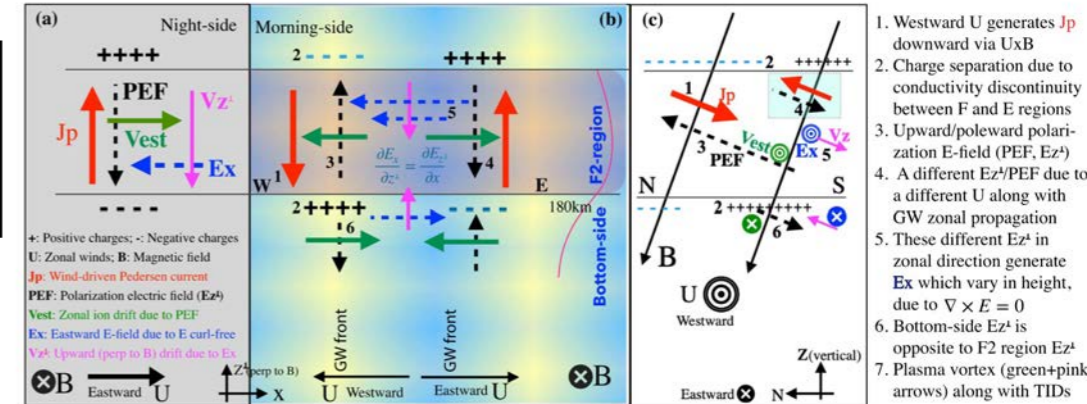 (a)
Night-side
++++
PEF
Jp
Vest
Vz⊥
Ex
- - - -
+: Positive charges; -: Negative charges
U: Zonal winds; B: Magnetic field
Jp: Wind-driven Pedersen current
PEF: Polarization electric field (Ez⊥)
Vest: Zonal ion drift due to PEF
Ex: Eastward E-field due to E curl-free
Vz⊥: Upward (perp to B) drift due to Ex
B
Eastward
U
Z⊥(perp to B)
X
Morning-side
(b)
2 - - - -
++++
5
3
4
∂Ex/∂z⊥ = ∂Ez⊥/∂x
W
1
E
F2-region
180km
2 ++++
6
Bottom-side
GW front
GW front
U
Westward
Eastward
U
B
(c)
2
++++++
1
Jp
4
Vest
Ex
Vz
3
PEF
5
N
S
2 +++++++++
6
B
U
Westward
Z(vertical)
Eastward
N
1. Westward U generates Jp
downward via UxB
2. Charge separation due to
conductivity discontinuity
between F and E regions
3. Upward/poleward polari-
zation E-field (PEF, Ez⊥)
4. A different Ez⊥/PEF due to
a different U along with
GW zonal propagation
5. These different Ez⊥ in
zonal direction generate
Ex which vary in height,
due to ∇ × E = 0
6. Bottom-side Ez⊥ is
opposite to F2 region Ez⊥
7. Plasma vortex (green+pink
arrows) along with TIDs